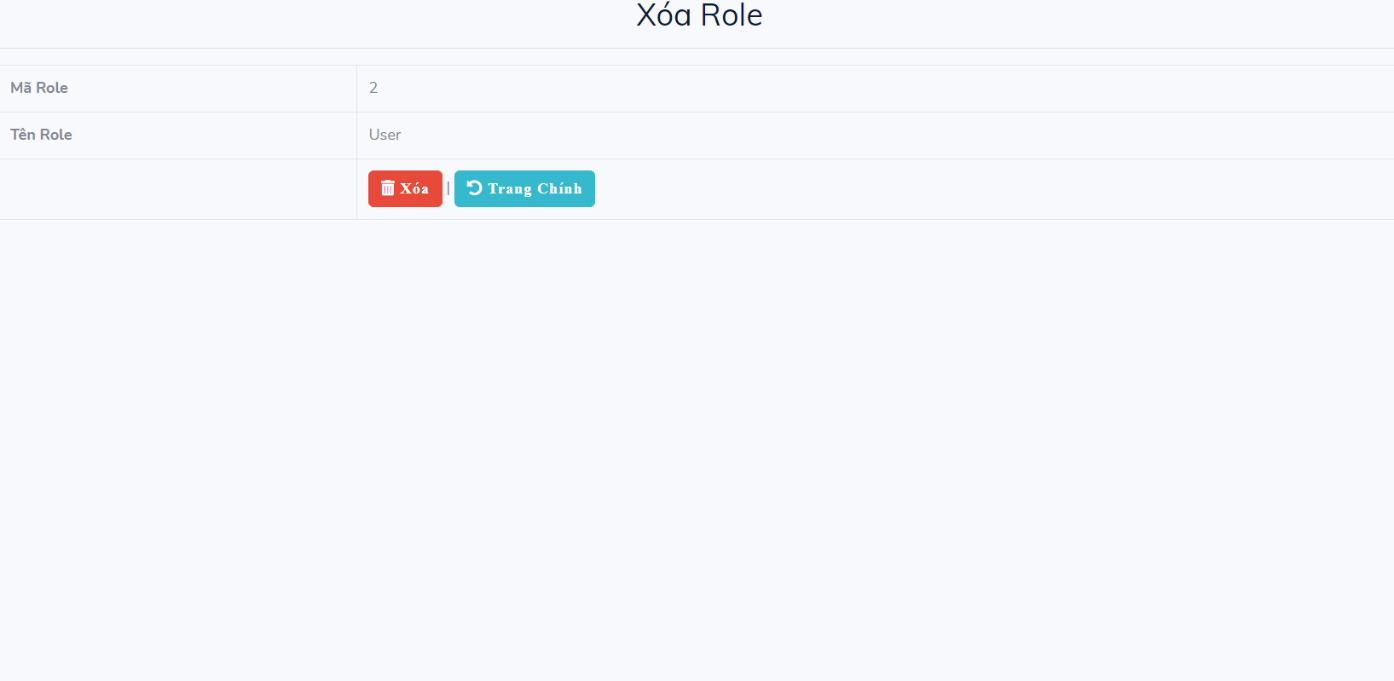 Xóa Role
Mã Role 2
Tên Role User
Xóa | Trang Chính